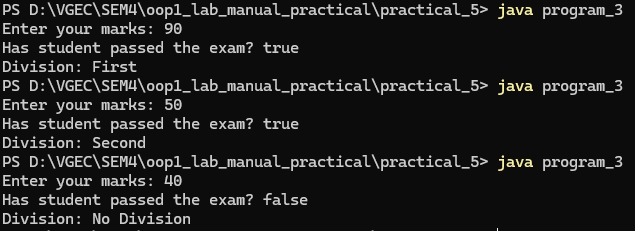 PS D:\VGEC\SEM4\oop1_lab_manual_practical\practical_5> java program_3
Enter your marks: 90
Has student passed the exam? true
Division: First
PS D:\VGEC\SEM4\oop1_lab_manual_practical\practical_5> java program_3
Enter your marks: 50
Has student passed the exam? true
Division: Second
PS D:\VGEC\SEM4\oop1_lab_manual_practical\practical_5> java program_3
Enter your marks: 40
Has student passed the exam? false
Division: No Division